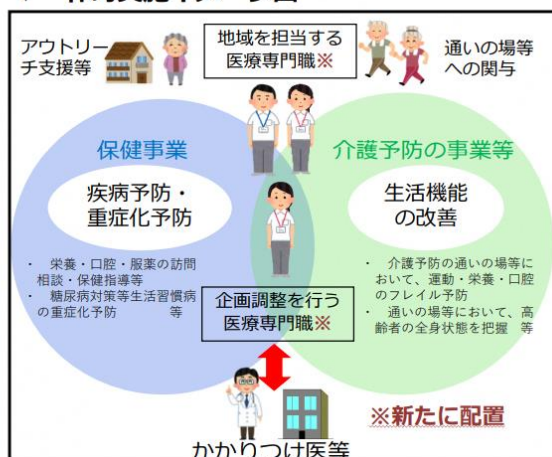 アウトリー
チ支援等
地域を担当する
医療専門職※
通いの場等
への関与
保健事業
介護予防の事業等
疾病予防・
重症化予防
生活機能
の改善
・ 栄養・口腔・服薬の訪問
相談・保健指導等
・ 糖尿病対策等生活習慣病
の重症化予防 等
・ 介護予防の通いの場等に
おいて、運動・栄養・口腔
のフレイル予防
・ 通いの場等において、高
齢者の全身状態を把握 等
企画調整を行う
医療専門職※
※新たに配置
かかりつけ医等